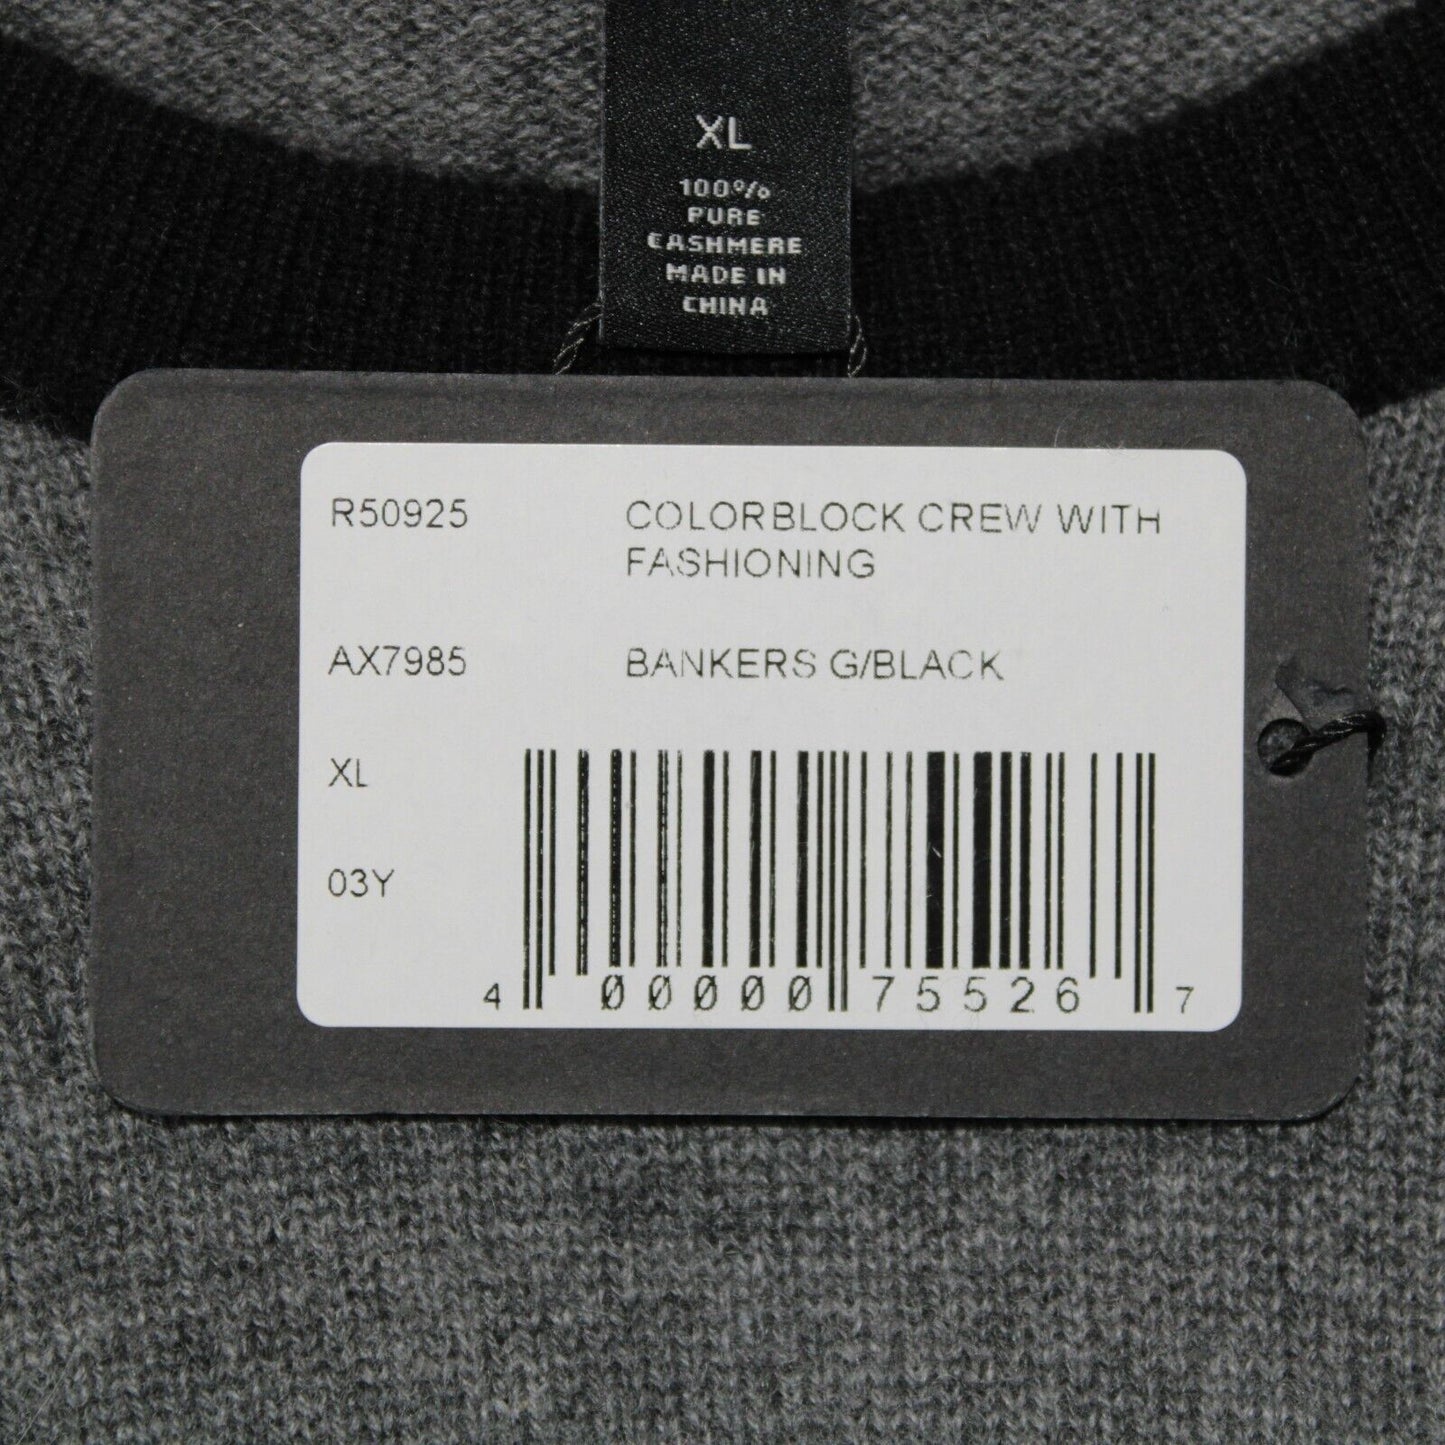 XL
100%
PURE
CASHMERE
MADE IN
CHINA
R50925 COLORBLOCK CREW WITH
FASHIONING
AX7985 BANKERS G/BLACK
XL
03Y
4 00000 75526 7